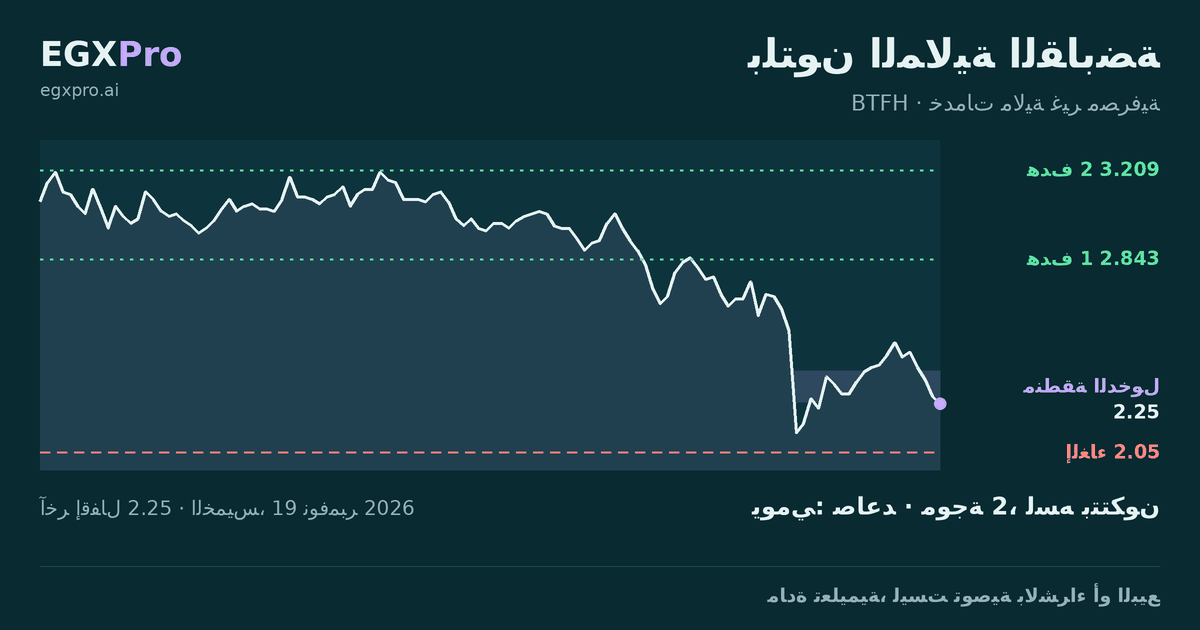 EGXPro
egxpro.ai
بلتون المالية القابضة
BTFH · خدمات مالية غير مصرفية
هدف 2 3.209
هدف 1 2.843
منطقة الدخول
2.25
إلغاء 2.05
آخر إقفال 2.25 · الخميس، 19 نوفمبر 2026
يومي: صاعد · موجة 2، لسه بتتكون
مادة تعليمية، ليست توصية بالشراء أو البيع